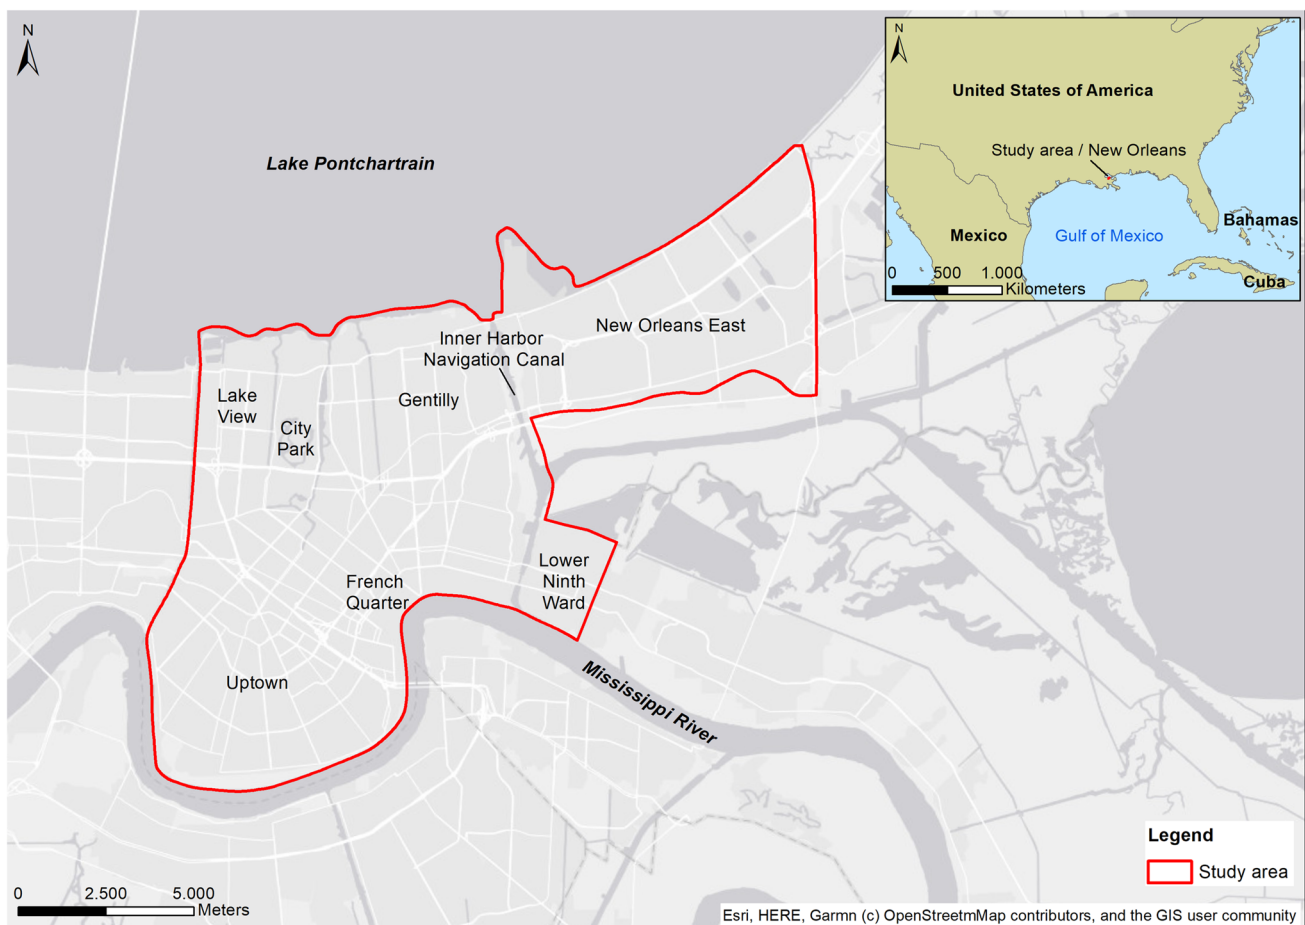 N
Lake Pontchartrain
N
United States of America
Study area / New Orleans
Bahamas
Mexico
Gulf of Mexico
0 500 1.000
Kilometers
Cuba
New Orleans East
Inner Harbor
Navigation Canal
Lake
View
Gentilly
City
Park
Lower
Ninth
Ward
French
Quarter
Uptown
Mississippi River
Legend
Study area
0 2.500 5.000
Meters
Esri, HERE, Garmn (c) OpenStreetmMap contributors, and the GIS user community